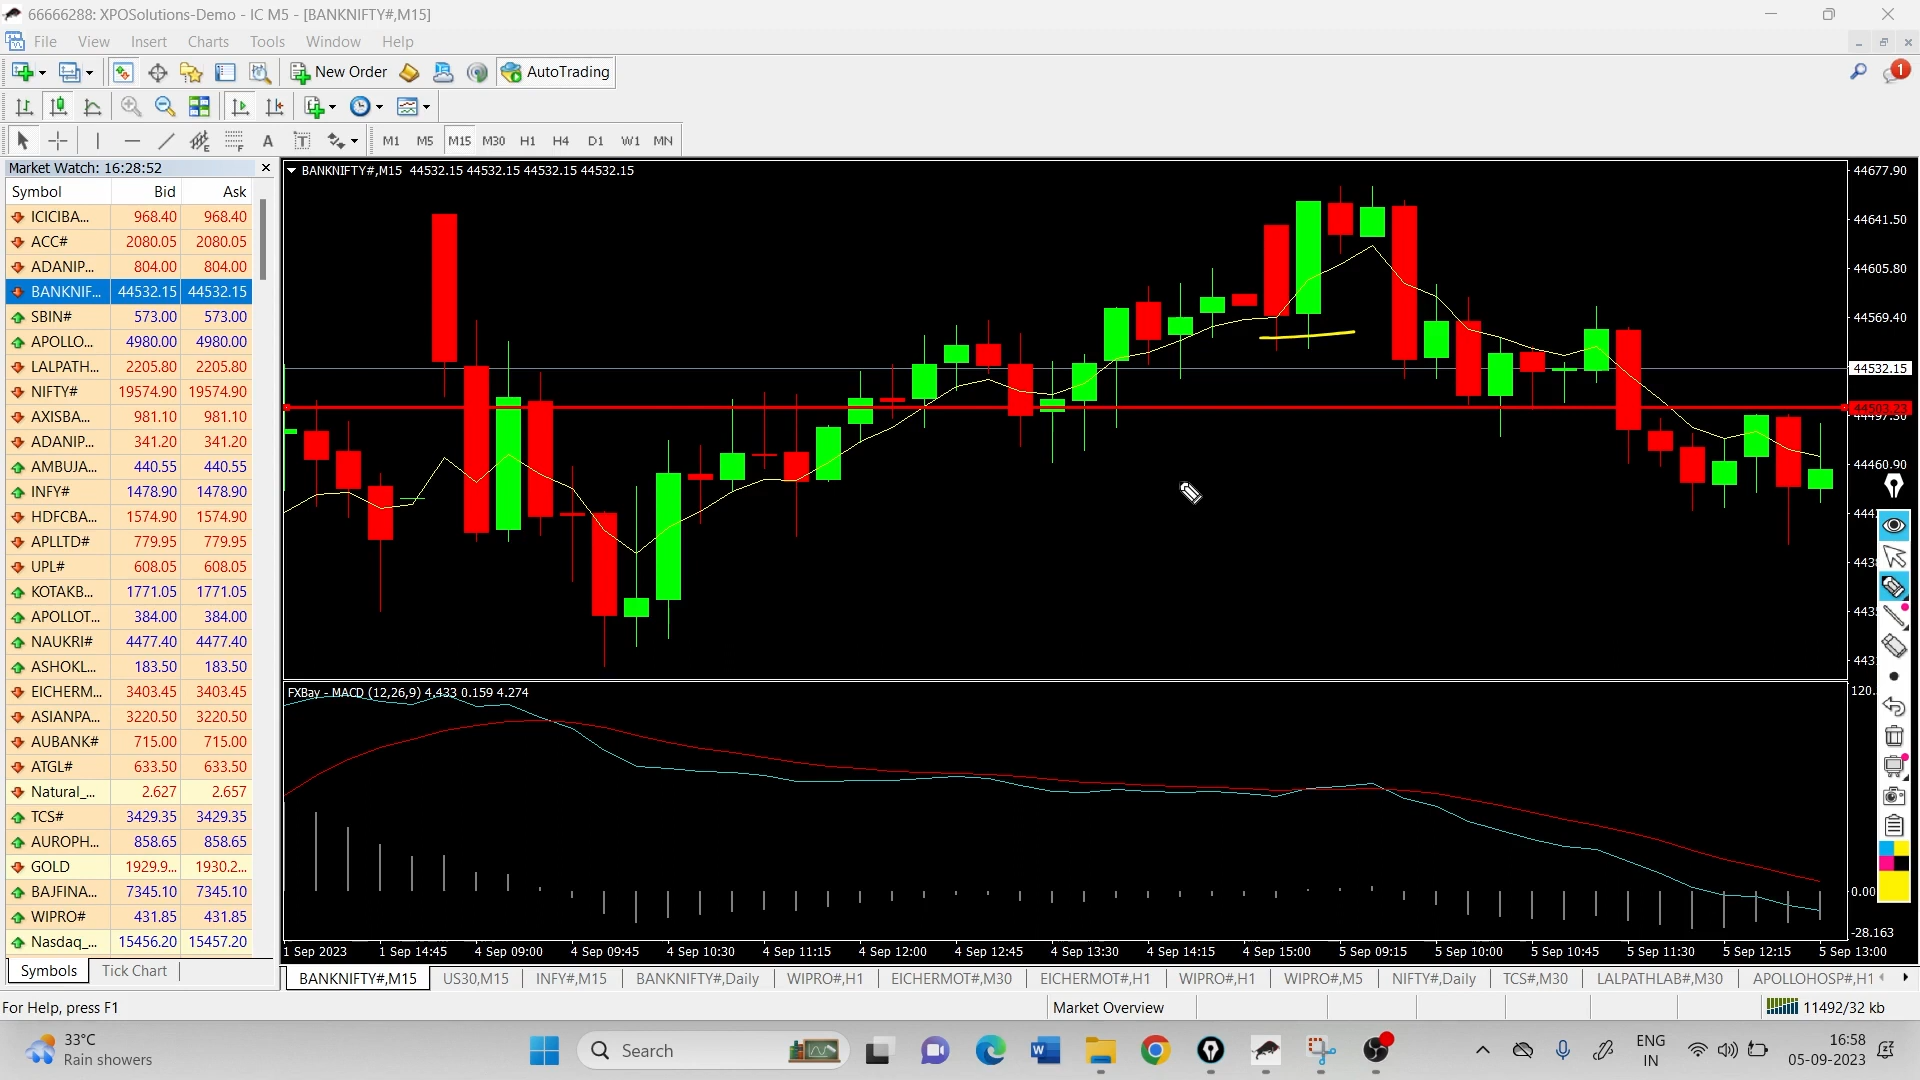 66666288: XPOSolutions-Demo - IC M5 - [BANKNIFTY#,M15]
File View Insert Charts Tools Window Help
New Order AutoTrading 1
A T M1 M5 M15 M30 H1 H4 D1 W1 MN
Market Watch: 16:28:52
Symbol Bid Ask
ICICIBA... 968.40 968.40
ACC# 2080.05 2080.05
ADANIP... 804.00 804.00
BANKNIF... 44532.15 44532.15
SBIN# 573.00 573.00
APOLLO... 4980.00 4980.00
LALPATH... 2205.80 2205.80
NIFTY# 19574.90 19574.90
AXISBA... 981.10 981.10
ADANIP... 341.20 341.20
AMBUJA... 440.55 440.55
INFY# 1478.90 1478.90
HDFCBA... 1574.90 1574.90
APLLTD# 779.95 779.95
UPL# 608.05 608.05
KOTAKB... 1771.05 1771.05
APOLLOT... 384.00 384.00
NAUKRI# 4477.40 4477.40
ASHOKL... 183.50 183.50
EICHERM... 3403.45 3403.45
ASIANPA... 3220.50 3220.50
AUBANK# 715.00 715.00
ATGL# 633.50 633.50
Natural_... 2.627 2.657
TCS# 3429.35 3429.35
AUROPH... 858.65 858.65
GOLD 1929.9... 1930.2...
BAJFINA... 7345.10 7345.10
WIPRO# 431.85 431.85
Nasdaq_... 15456.20 15457.20
Symbols Tick Chart
BANKNIFTY#,M15 44532.15 44532.15 44532.15 44532.15
44677.90
44641.50
44605.80
44569.40
44532.15
44460.90
FXBay - MACD (12,26,9) 4.433 0.159 4.274
120.
0.00
-28.163
1 Sep 2023 1 Sep 14:45 4 Sep 09:00 4 Sep 09:45 4 Sep 10:30 4 Sep 11:15 4 Sep 12:00 4 Sep 12:45 4 Sep 13:30 4 Sep 14:15 4 Sep 15:00 5 Sep 09:15 5 Sep 10:00 5 Sep 10:45 5 Sep 11:30 5 Sep 12:15 5 Sep 13:00
BANKNIFTY#,M15 US30,M15 INFY#,M15 BANKNIFTY#,Daily WIPRO#,H1 EICHERMOT#,M30 EICHERMOT#,H1 WIPRO#,H1 WIPRO#,M5 NIFTY#,Daily TCS#,M30 LALPATHLAB#,M30 APOLLOHOSP#,H1
For Help, press F1 Market Overview 11492/32 kb
33°C
Rain showers
Search
ENG
IN
16:58
05-09-2023